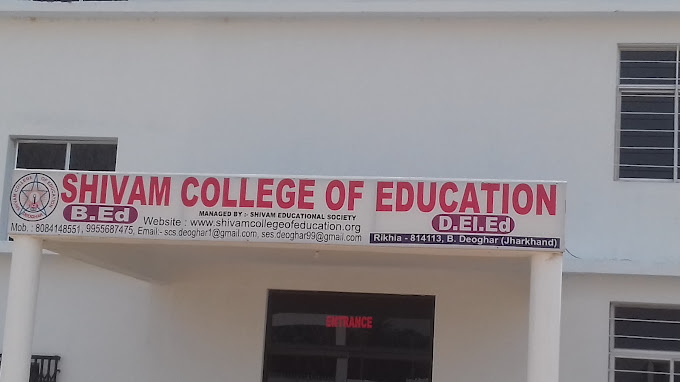 SHIVAM COLLEGE OF EDUCATION
B.Ed
MANAGED BY :- SHIVAM EDUCATIONAL SOCIETY
D.El.Ed
Website : www.shivamcollegeofeducation.org
Mob. : 8084148551, 9955687475, Email:- scs.deoghar1@gmail.com, ses.deoghar99@gmail.com
Rikhia - 814113, B. Deoghar (Jharkhand)
ENTRANCE